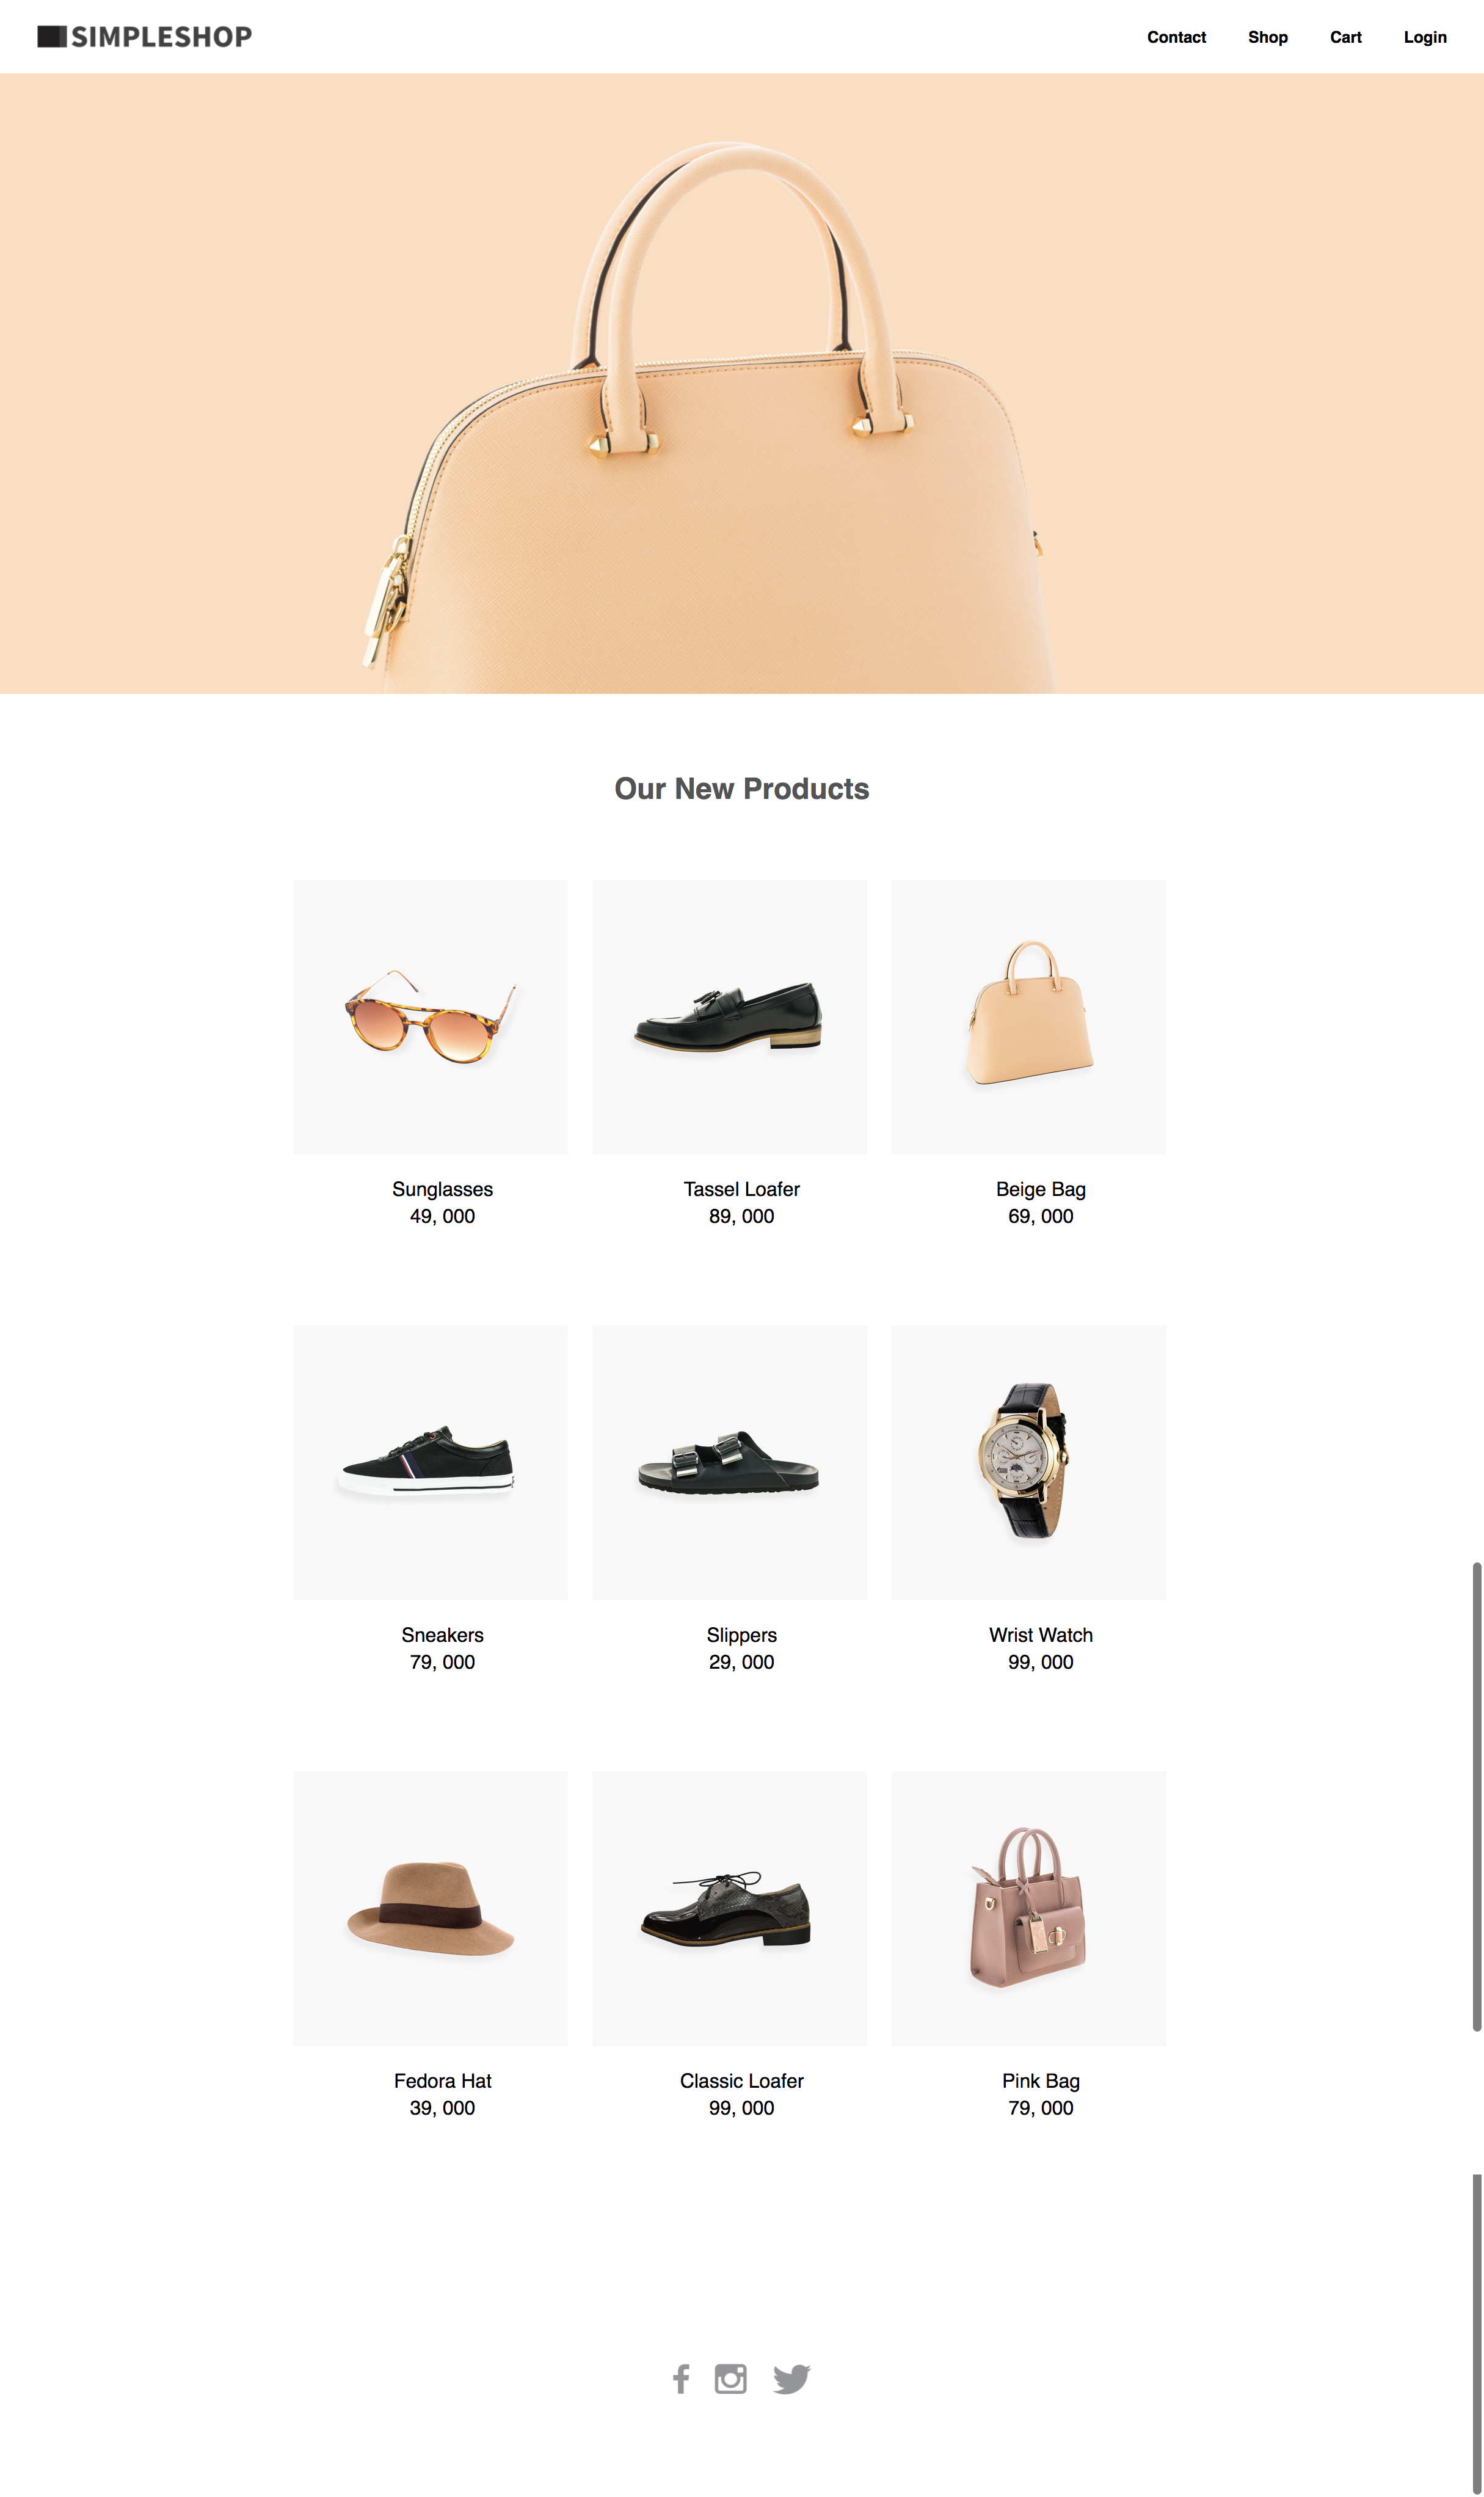 SIMPLESHOP
Contact Shop Cart Login
Our New Products
Sunglasses
49, 000
Tassel Loafer
89, 000
Beige Bag
69, 000
Sneakers
79, 000
Slippers
29, 000
Wrist Watch
99, 000
Fedora Hat
39, 000
Classic Loafer
99, 000
Pink Bag
79, 000